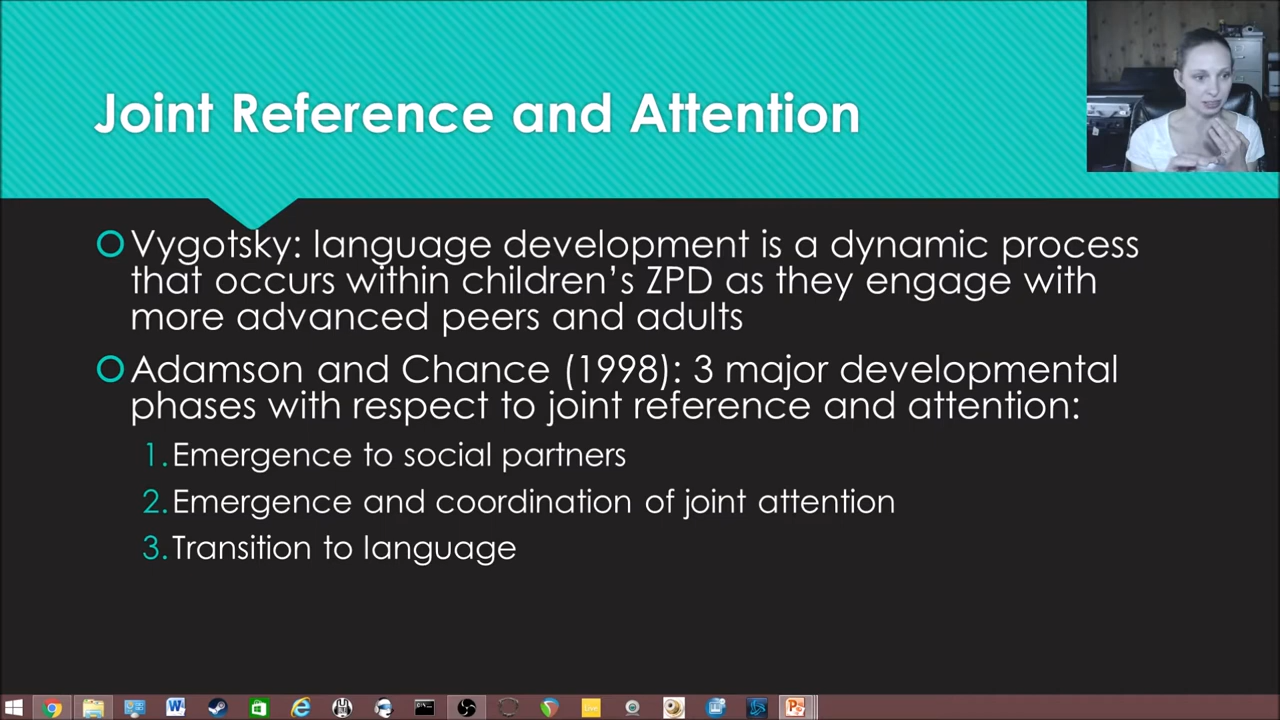 Joint Reference and Attention
Vygotsky: language development is a dynamic process
that occurs within children's ZPD as they engage with
more advanced peers and adults
Adamson and Chance (1998): 3 major developmental
phases with respect to joint reference and attention:
1. Emergence to social partners
2. Emergence and coordination of joint attention
3. Transition to language